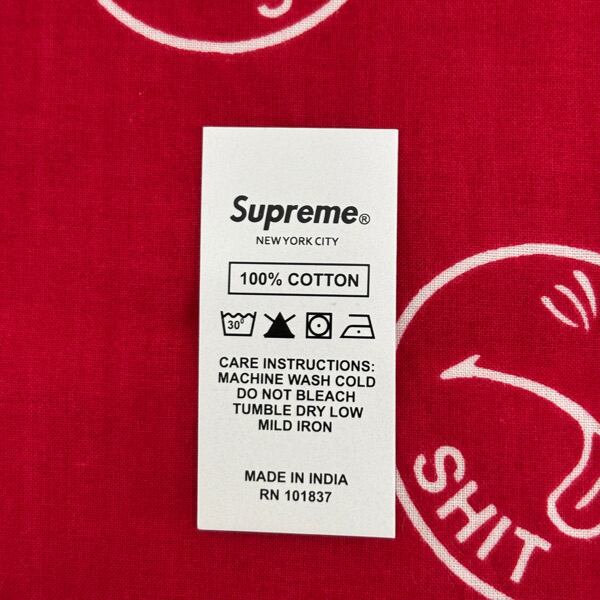 Supreme®
NEW YORK CITY
100% COTTON
30°
CARE INSTRUCTIONS:
MACHINE WASH COLD
DO NOT BLEACH
TUMBLE DRY LOW
MILD IRON
MADE IN INDIA
RN 101837
SHIT